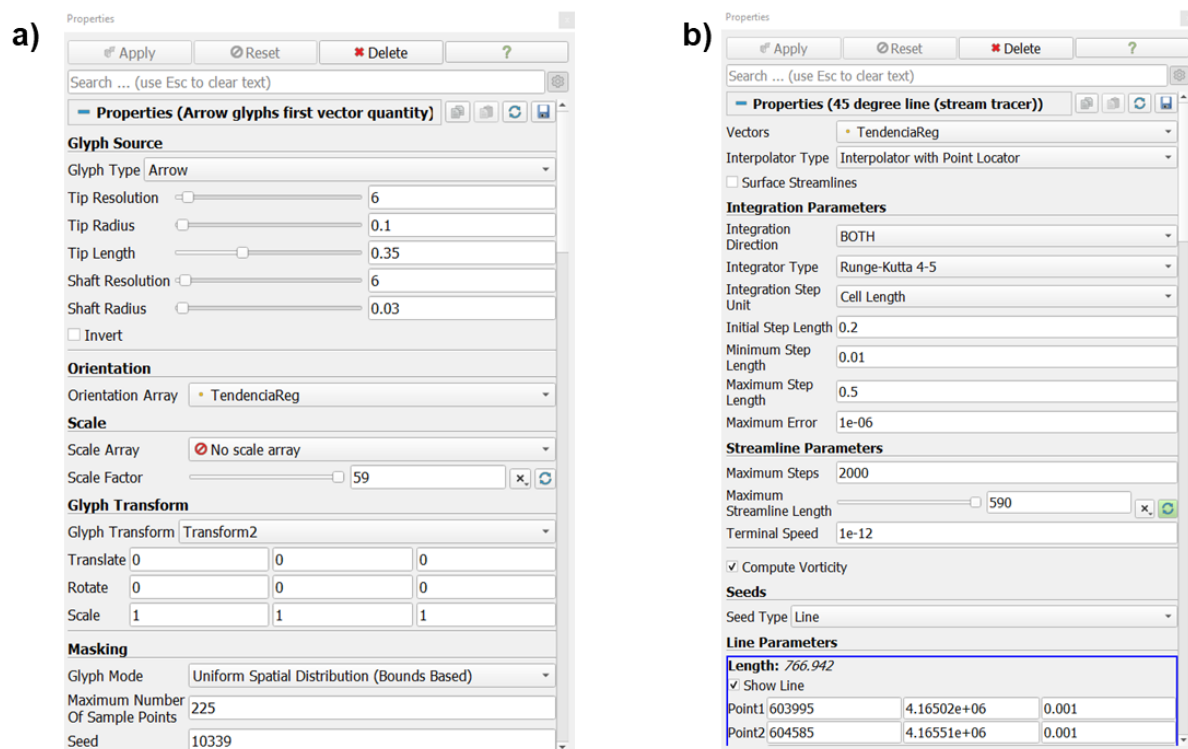 a)
Properties
Apply Reset Delete ?
Search ... (use Esc to clear text)
Properties (Arrow glyphs first vector quantity)
Glyph Source
Glyph Type Arrow
Tip Resolution 6
Tip Radius 0.1
Tip Length 0.35
Shaft Resolution 6
Shaft Radius 0.03
Invert
Orientation
Orientation Array TendenciaReg
Scale
Scale Array No scale array
Scale Factor 59
Glyph Transform
Glyph Transform Transform2
Translate 0 0 0
Rotate 0 0 0
Scale 1 1 1
Masking
Glyph Mode Uniform Spatial Distribution (Bounds Based)
Maximum Number
Of Sample Points 225
Seed 10339
b)
Properties
Apply Reset Delete ?
Search ... (use Esc to clear text)
Properties (45 degree line (stream tracer))
Vectors TendenciaReg
Interpolator Type Interpolator with Point Locator
Surface Streamlines
Integration Parameters
Integration
Direction BOTH
Integrator Type Runge-Kutta 4-5
Integration Step
Unit Cell Length
Initial Step Length 0.2
Minimum Step
Length 0.01
Maximum Step
Length 0.5
Maximum Error 1e-06
Streamline Parameters
Maximum Steps 2000
Maximum
Streamline Length 590
Terminal Speed 1e-12
Compute Vorticity
Seeds
Seed Type Line
Line Parameters
Length: 766.942
Show Line
Point1 603995 4.16502e+06 0.001
Point2 604585 4.16551e+06 0.001